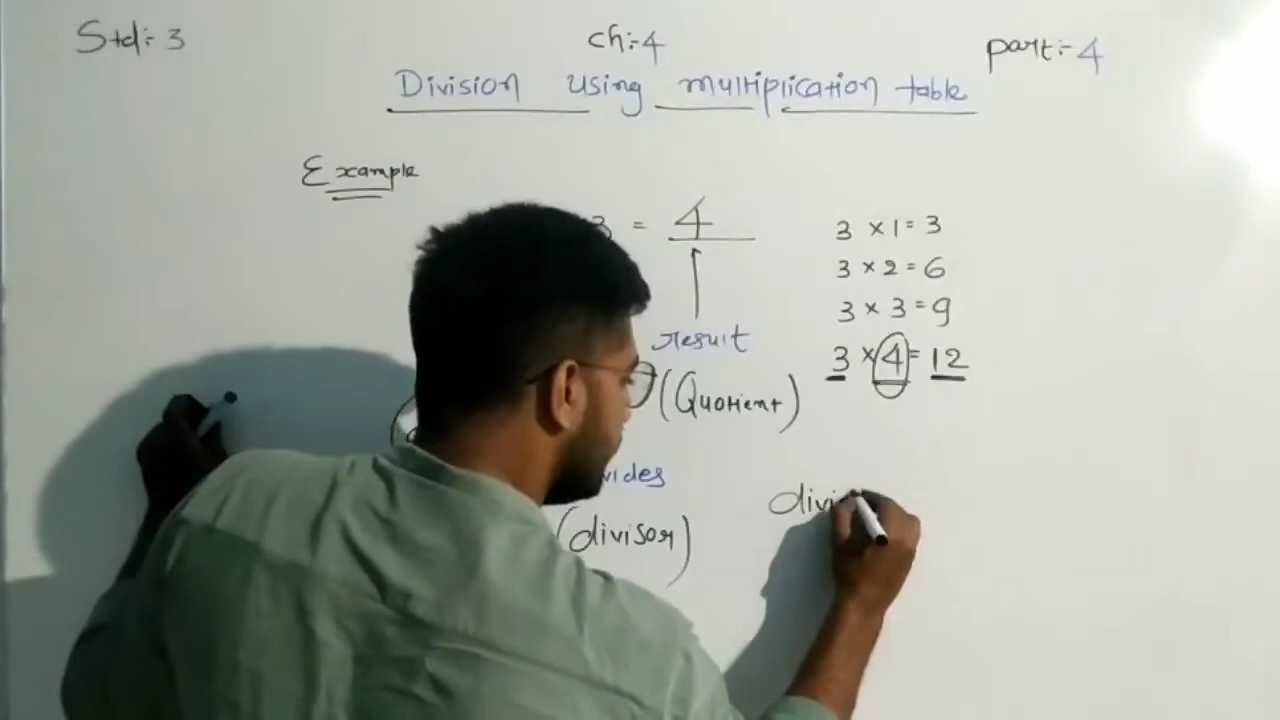 Std:- 3
ch:-4
part:-4
Division using multiplication table
Example
3 = 4
result
(Quotient)
(divisor)
3 × 1 = 3
3 × 2 = 6
3 × 3 = 9
3 × 4 = 12